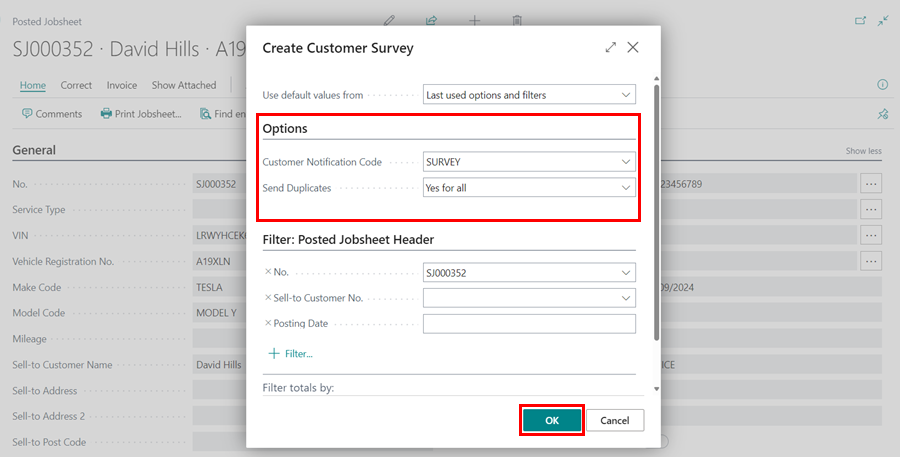 Posted Jobsheet
SJ000352 · David Hills · A19
Home Correct Invoice Show Attached
Comments Print Jobsheet... Find en
General Show less
No. SJ000352 23456789
Service Type
VIN LRWYHCEK
Vehicle Registration No. A19XLN
Make Code TESLA 09/2024
Model Code MODEL Y
Mileage
Sell-to Customer Name David Hills ICE
Sell-to Address
Sell-to Address 2
Sell-to Post Code
Create Customer Survey
Use default values from Last used options and filters
Options
Customer Notification Code SURVEY
Send Duplicates Yes for all
Filter: Posted Jobsheet Header
× No. SJ000352
× Sell-to Customer No.
× Posting Date
+ Filter...
Filter totals by:
OK Cancel